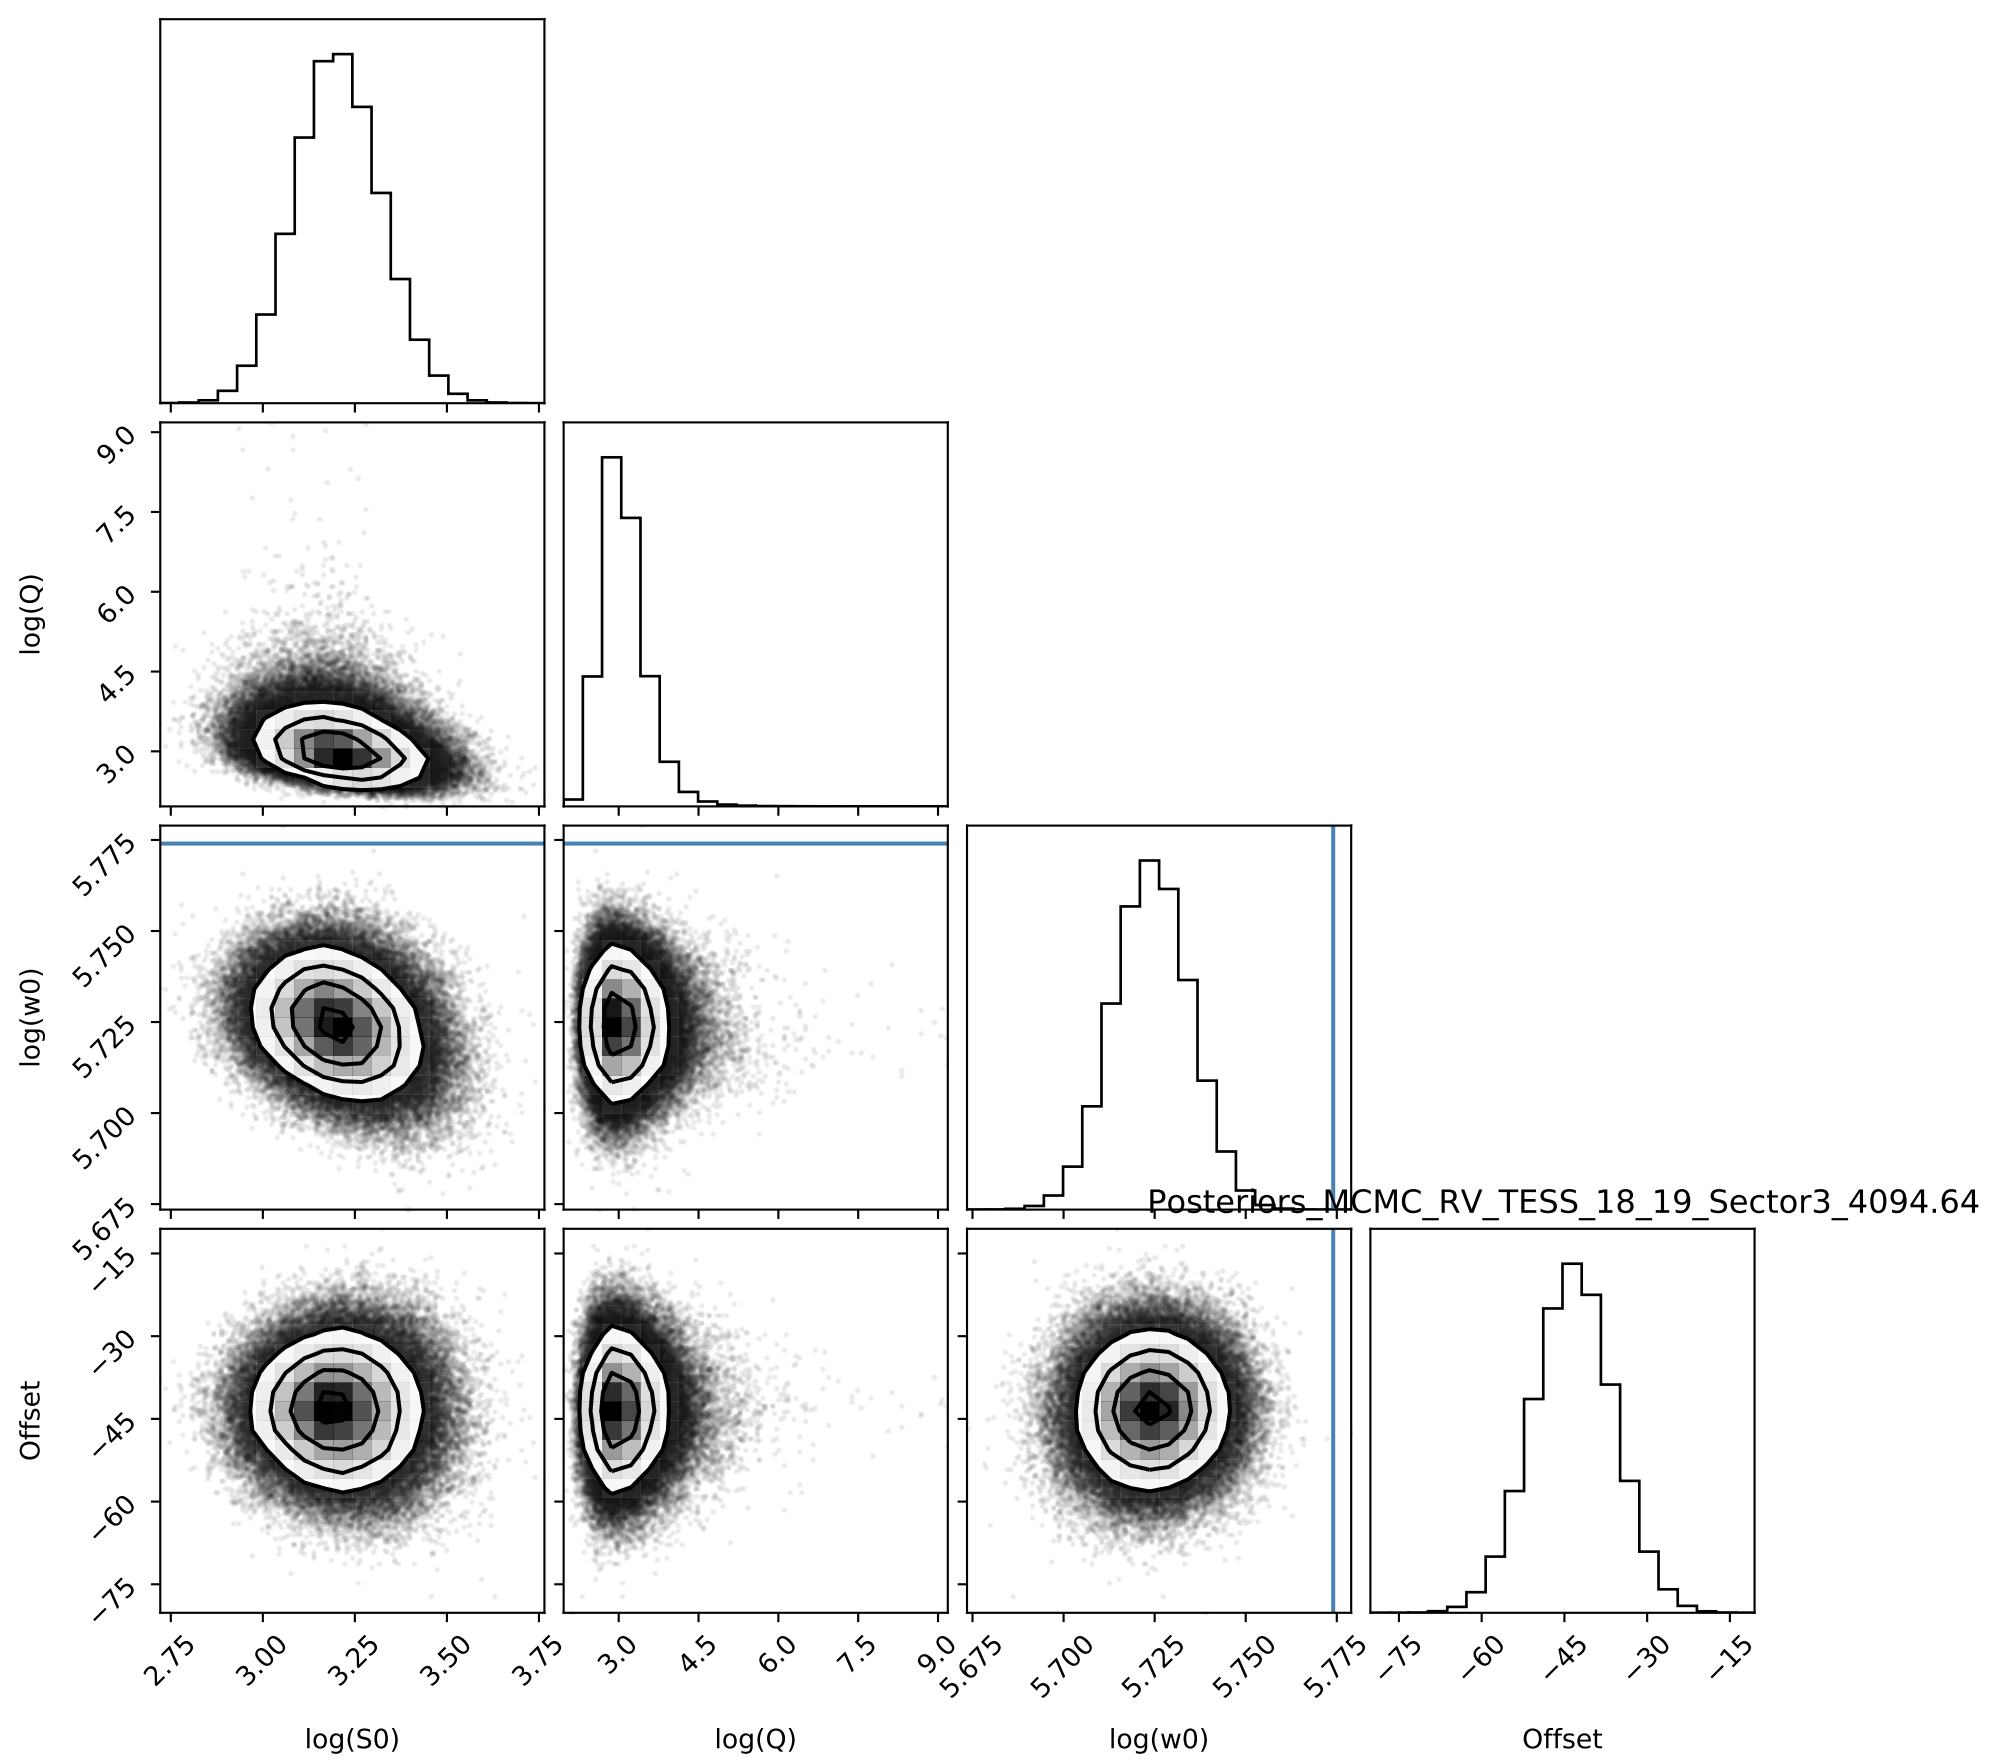 9.0
7.5
6.0
4.5
3.0
log(Q)
5.775
5.750
5.725
5.700
5.675
log(w0)
Posteriors_MCMC_RV_TESS_18_19_Sector3_4094.64
−15
−30
−45
−60
−75
Offset
2.75 3.00 3.25 3.50 3.75
3.0 4.5 6.0 7.5 9.0
5.675 5.700 5.725 5.750 5.775
−75 −60 −45 −30 −15
log(S0) log(Q) log(w0) Offset